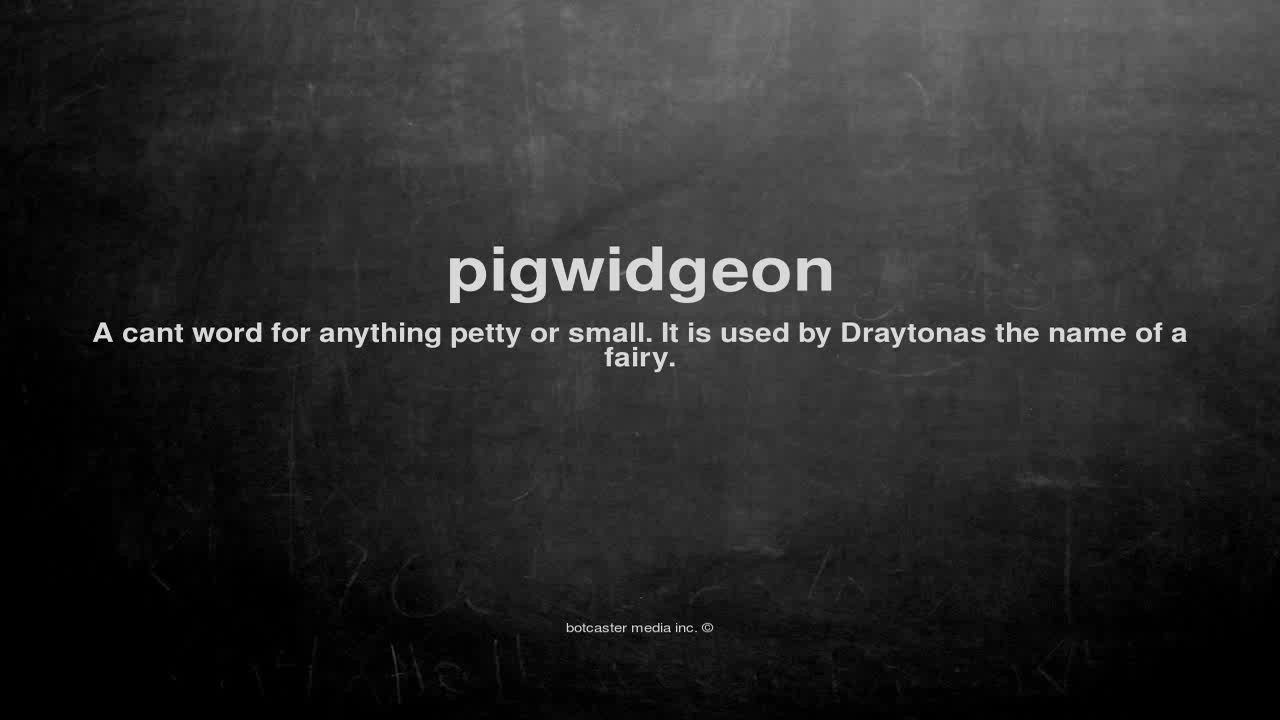 pigwidgeon
A cant word for anything petty or small. It is used by Draytonas the name of a
fairy.
botcaster media inc. ©